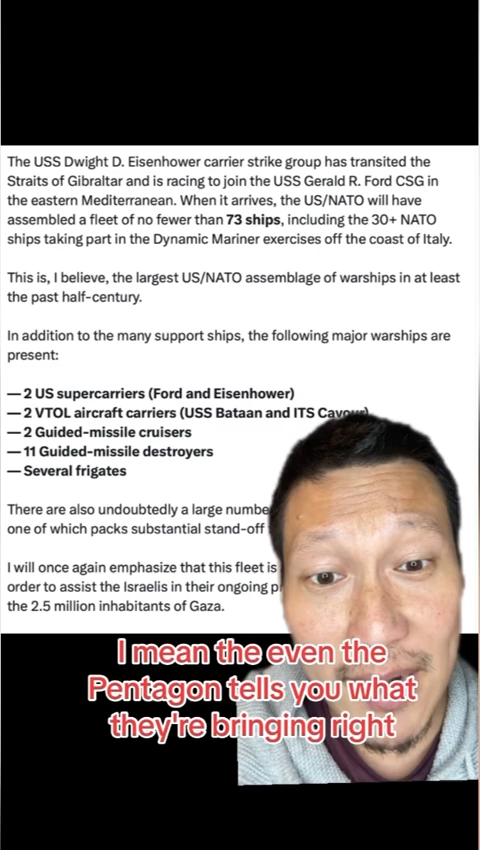 The USS Dwight D. Eisenhower carrier strike group has transited the
Straits of Gibraltar and is racing to join the USS Gerald R. Ford CSG in
the eastern Mediterranean. When it arrives, the US/NATO will have
assembled a fleet of no fewer than 73 ships, including the 30+ NATO
ships taking part in the Dynamic Mariner exercises off the coast of Italy.
This is, I believe, the largest US/NATO assemblage of warships in at least
the past half-century.
In addition to the many support ships, the following major warships are
present:
— 2 US supercarriers (Ford and Eisenhower)
— 2 VTOL aircraft carriers (USS Bataan and ITS Cavour)
— 2 Guided-missile cruisers
— 11 Guided-missile destroyers
— Several frigates
There are also undoubtedly a large
one of which packs substantial stand-off
I will once again emphasize that this fleet is
order to assist the Israelis in their ongoing
the 2.5 million inhabitants of Gaza.
I mean the even the
Pentagon tells you what
they're bringing right